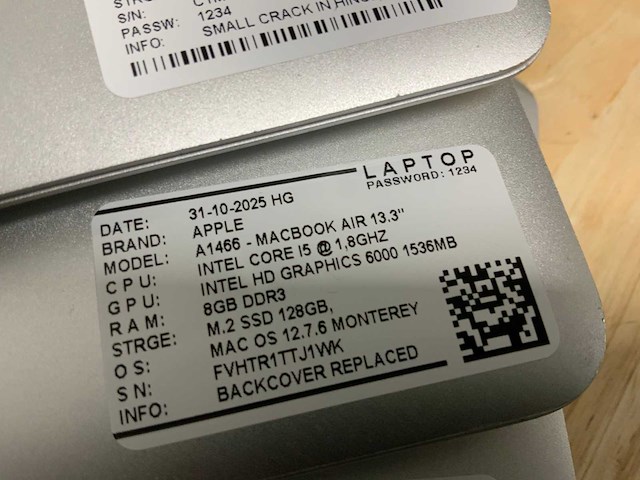 S/N:
PASSW: 1234
INFO: SMALL CRACK IN
LAPTOP
PASSWORD: 1234
DATE: 31-10-2025 HG
BRAND: APPLE
MODEL: A1466 - MACBOOK AIR 13.3"
CPU: INTEL CORE I5 @ 1,8GHZ
GPU: INTEL HD GRAPHICS 6000 1536MB
RAM: 8GB DDR3
STRGE: M.2 SSD 128GB,
OS: MAC OS 12.7.6 MONTEREY
SN: FVHTR1TTJ1WK
INFO: BACKCOVER REPLACED